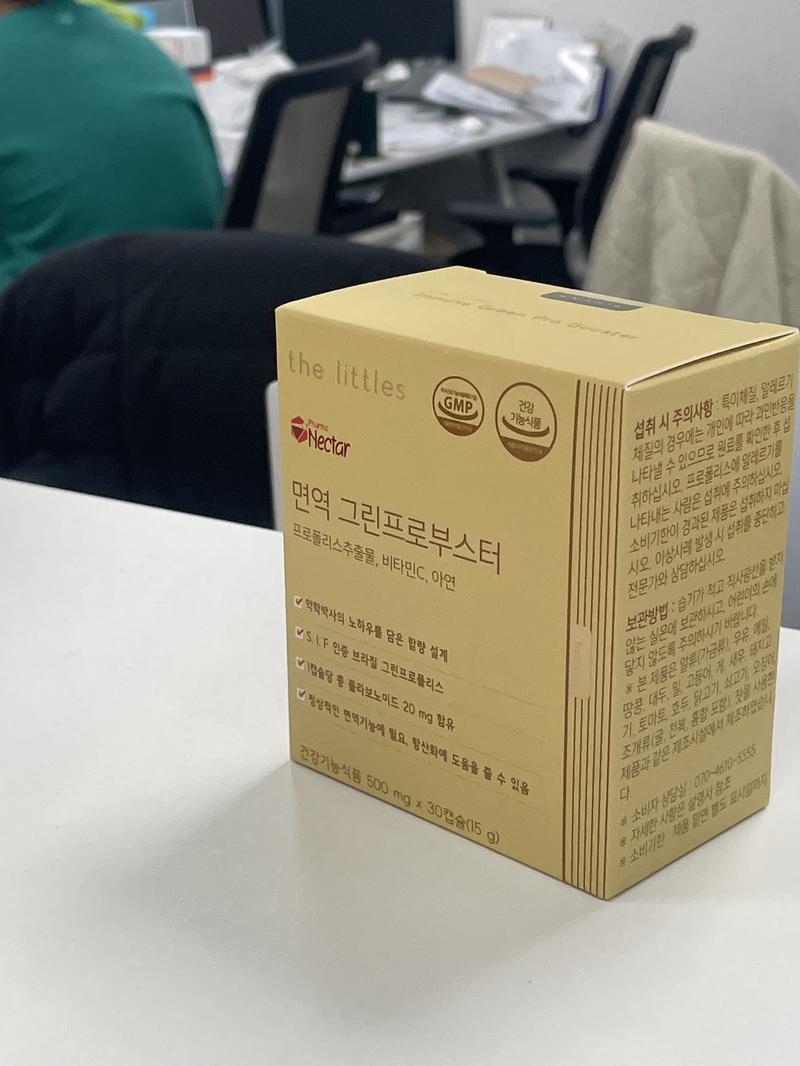 Immune Green Pro Booster
the littles
GMP
건강
기능식품
Pharma
Nectar
면역 그린프로부스터
프로폴리스추출물, 비타민C, 아연
약학박사의 노하우를 담은 함량 설계
S. I. F 인증 브라질 그린프로폴리스
1캡슐당 총 플라보노이드 20 mg 함유
정상적인 면역기능에 필요, 항산화에 도움을 줄 수 있음
건강기능식품 500 mg x 30캡슐(15 g)
섭취 시 주의사항 : 특이체질, 알레르기
체질의 경우에는 개인에 따라 과민반응을
나타낼 수 있으므로 원료를 확인한 후 섭
취하십시오. 프로폴리스에 알레르기를
나타내는 사람은 섭취에 주의하십시오.
소비기한이 경과된 제품은 섭취하지 마십
시오. 이상사례 발생 시 섭취를 중단하고
전문가와 상담하십시오.
보관방법 : 습기가 적고 직사광선을 받지
않는 실온에 보관하시고, 어린이의 손에
닿지 않도록 주의하시기 바랍니다.
※ 본 제품은 알류(가금류), 우유, 메밀,
땅콩, 대두, 밀, 고등어, 게, 새우, 돼지고
기, 토마토, 호두, 닭고기, 쇠고기, 오징어,
조개류(굴, 전복, 홍합 포함), 잣을 사용한
제품과 같은 제조시설에서 제조하였습니
다.
※ 소비자 상담실 : 070-4610-5555
※ 자세한 사항은 설명서 참조
※ 소비기한 : 제품 밑면 별도 표시일까지